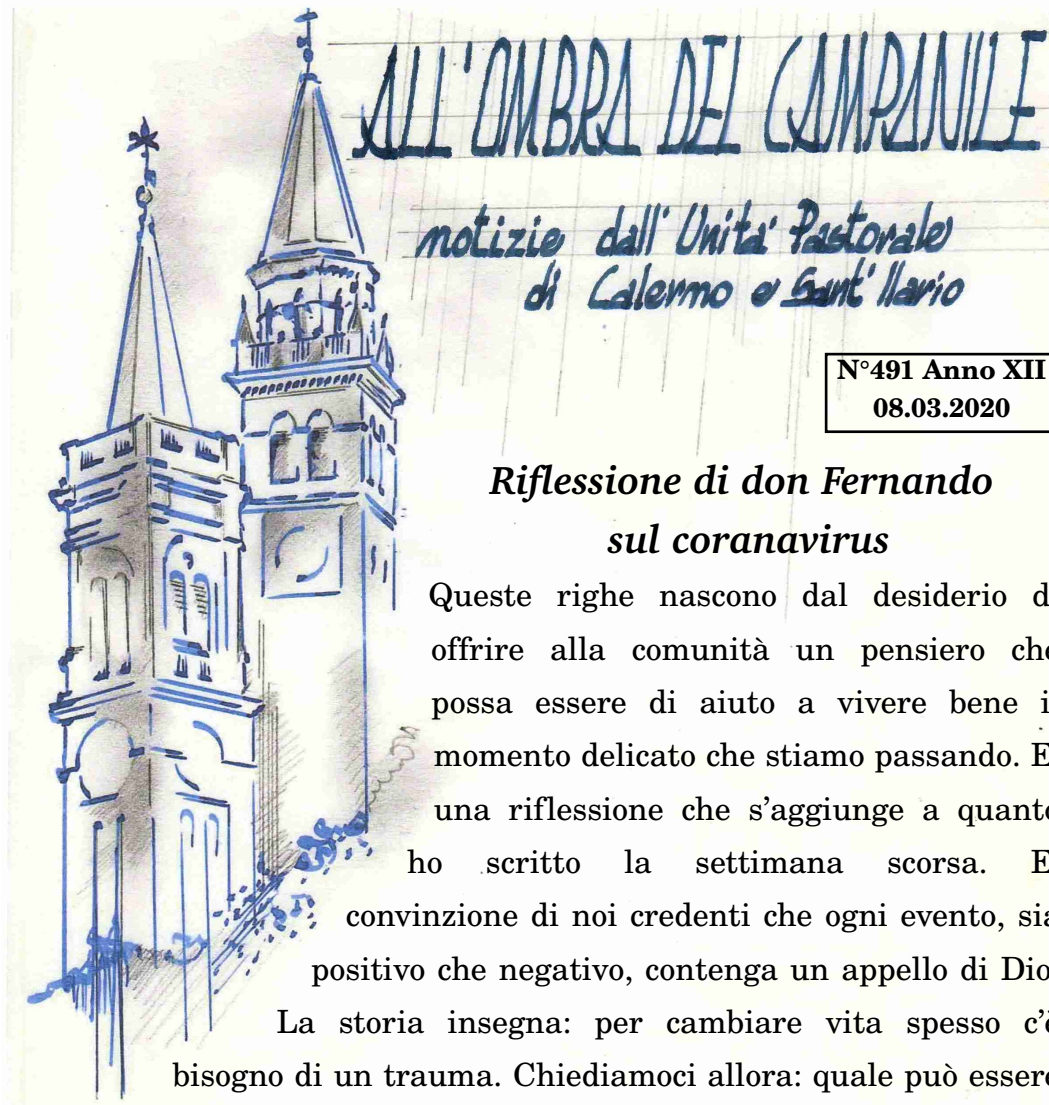 ALL'OMBRA DEL CAMPANILE
notizie dall'Unita' Pastorale
di Calerno e Sant'Ilario
N°491 Anno XII
08.03.2020
Riflessione di don Fernando
sul coranavirus
Queste righe nascono dal desiderio d
offrire alla comunità un pensiero che
possa essere di aiuto a vivere bene i
momento delicato che stiamo passando. E
una riflessione che s'aggiunge a quanto
ho scritto la settimana scorsa. E
convinzione di noi credenti che ogni evento, sia
positivo che negativo, contenga un appello di Dio
La storia insegna: per cambiare vita spesso c'è
bisogno di un trauma. Chiediamoci allora: quale può essere